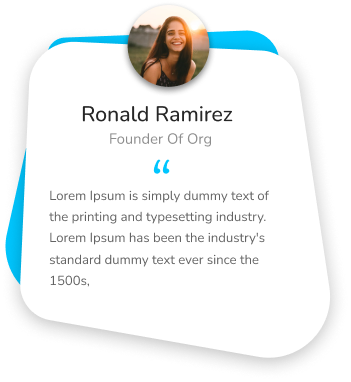 Ronald Ramirez
Founder Of Org
“
Lorem Ipsum is simply dummy text of
the printing and typesetting industry.
Lorem Ipsum has been the industry's
standard dummy text ever since the
1500s,